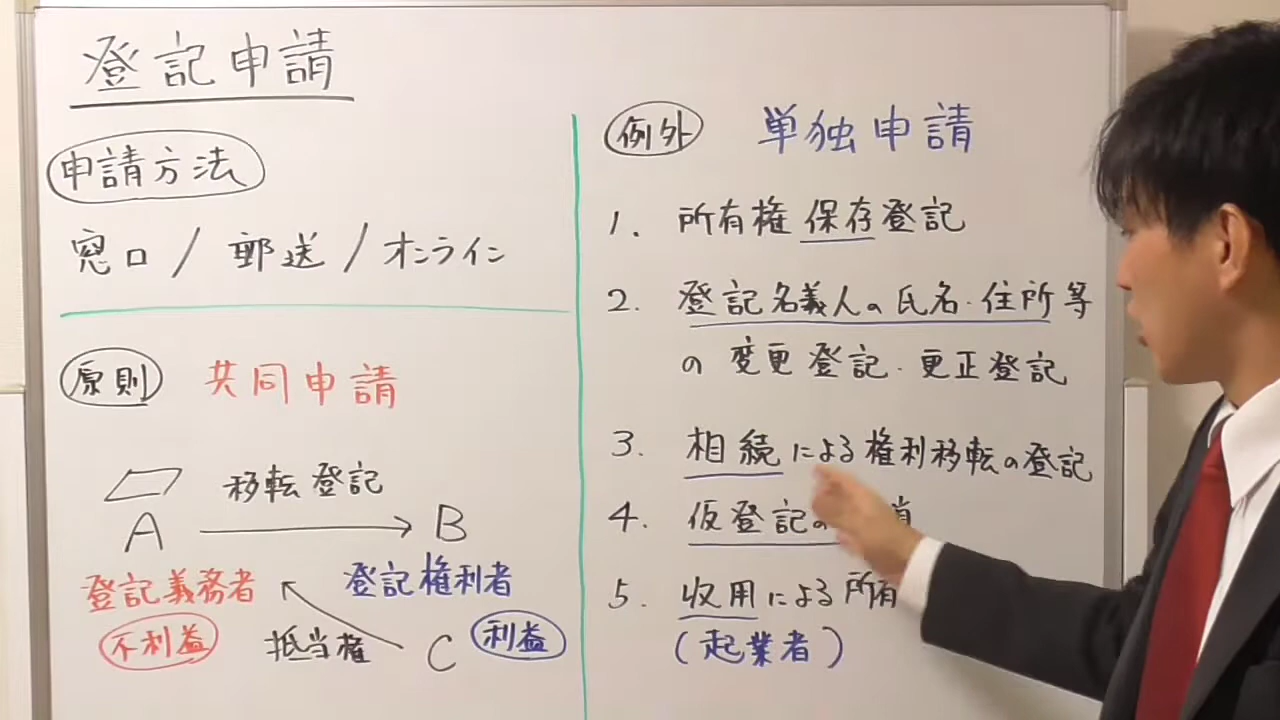 登記申請
申請方法
窓口 / 郵送 / オンライン
原則 共同申請
移転登記
A B
登記義務者 登記権利者
不利益 抵当権 C 利益
例外 単独申請
1. 所有権保存登記
2. 登記名義人の氏名・住所等
の変更登記・更正登記
3. 相続による権利移転の登記
4. 仮登記の
5. 収用による所有
(起業者)